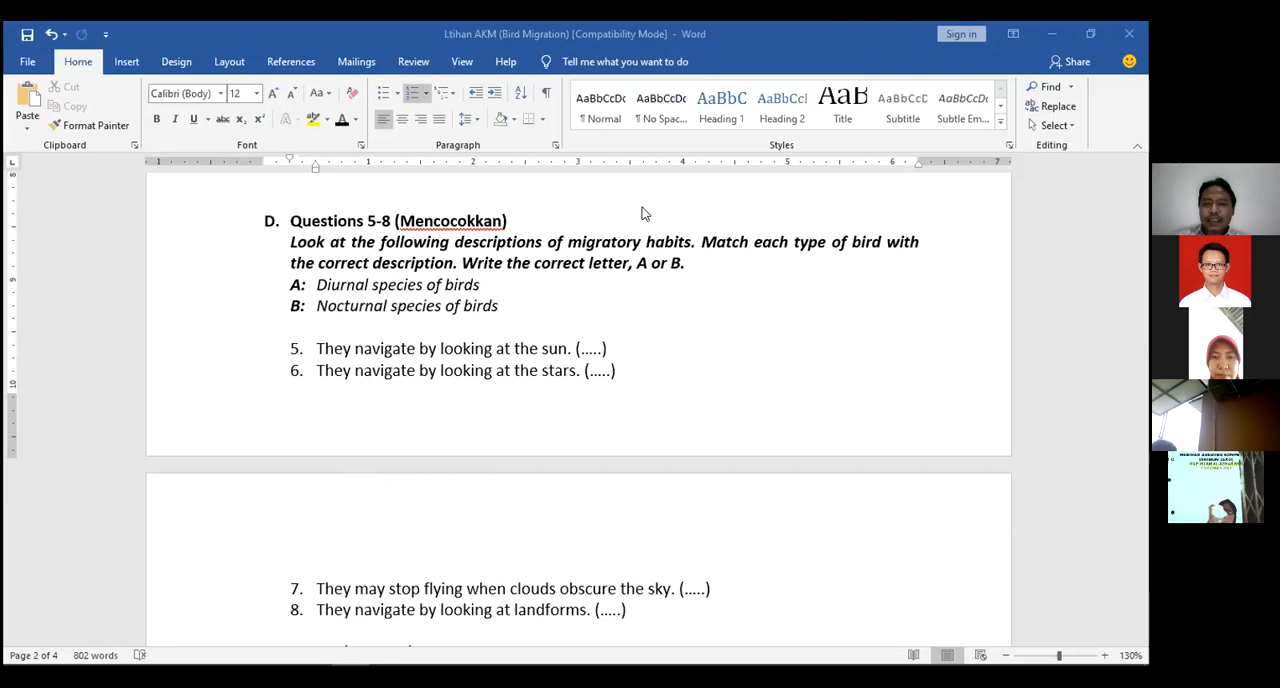 Ltihan AKM (Bird Migration) [Compatibility Mode] - Word
Sign in
File Home Insert Design Layout References Mailings Review View Help Tell me what you want to do Share
Paste
Cut
Copy
Format Painter
Clipboard
Calibri (Body) 12
Font
Paragraph
AaBbCcDc AaBbCcDc AaBbC AaBbCcl AaB AaBbCcD AaBbCcDc
¶ Normal ¶ No Spac... Heading 1 Heading 2 Title Subtitle Subtle Em...
Styles
Find
Replace
Select
Editing
D. Questions 5-8 (Mencocokkan)
Look at the following descriptions of migratory habits. Match each type of bird with
the correct description. Write the correct letter, A or B.
A: Diurnal species of birds
B: Nocturnal species of birds
5. They navigate by looking at the sun. (.....)
6. They navigate by looking at the stars. (.....)
7. They may stop flying when clouds obscure the sky. (.....)
8. They navigate by looking at landforms. (.....)
Page 2 of 4 802 words 130%